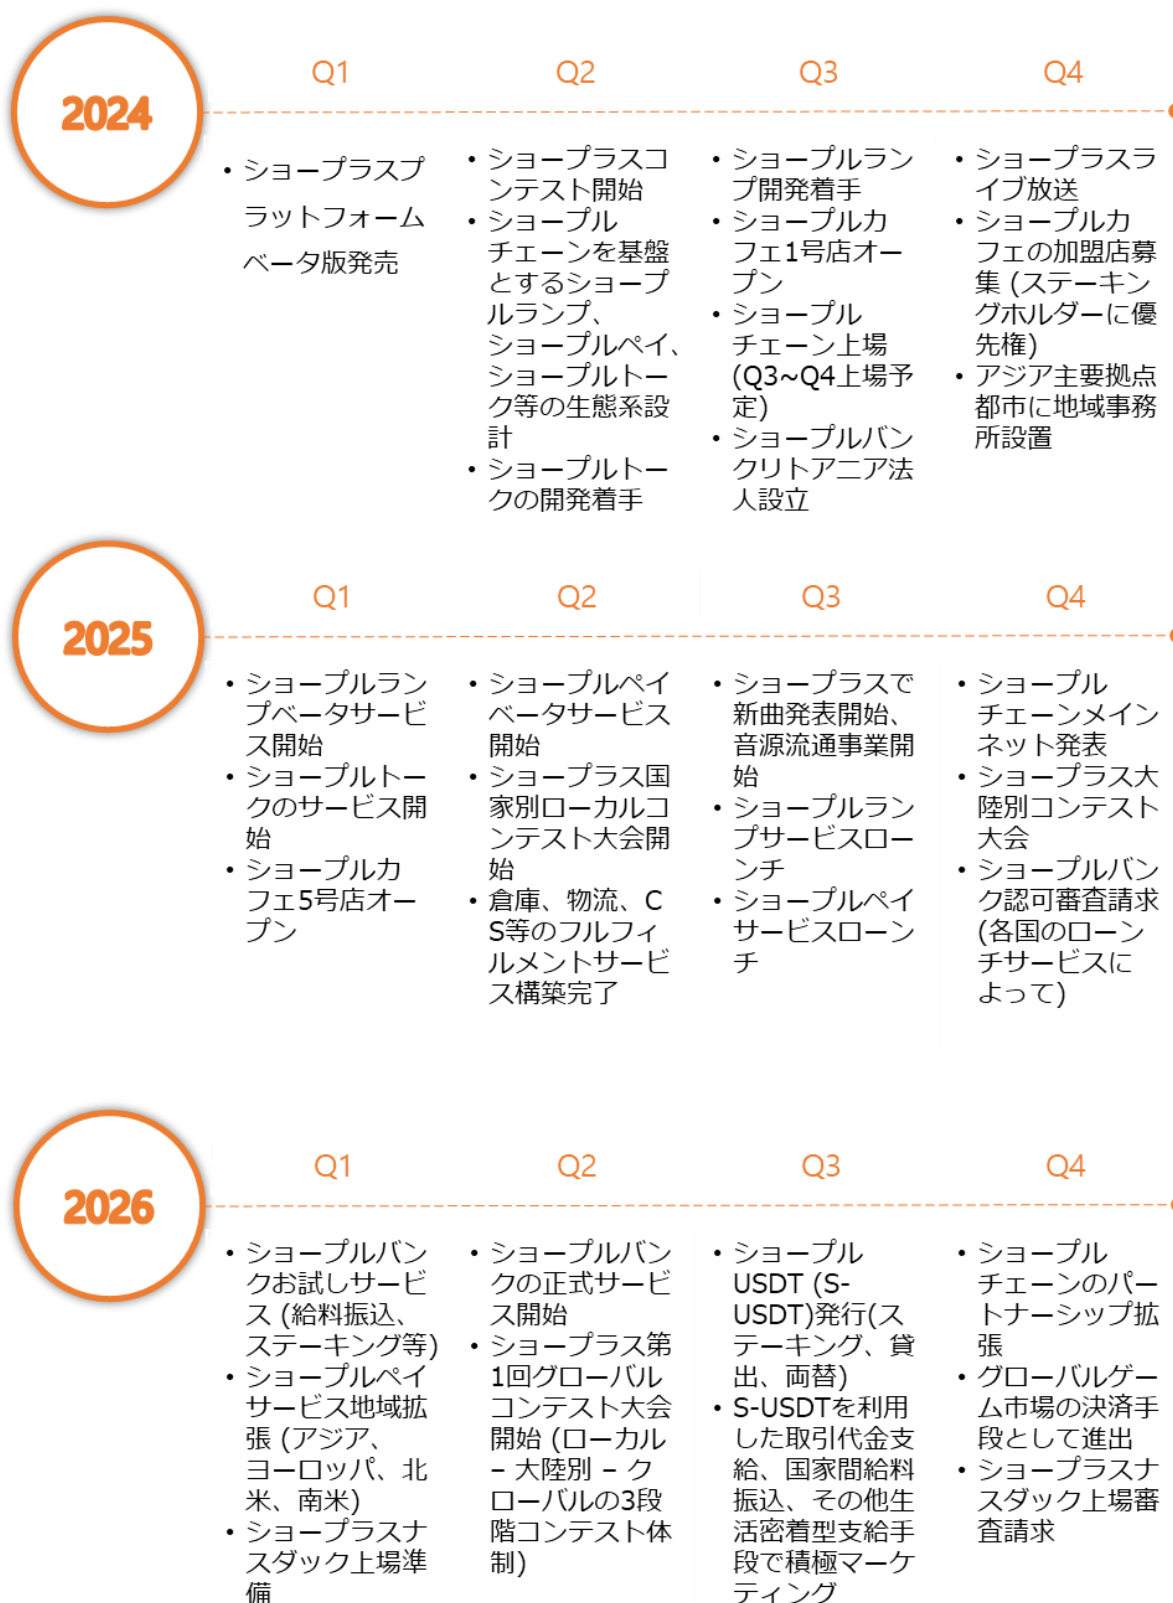 2024
Q1
Q2
Q3
Q4
• ショープラスプ
ラットフォーム
ベータ版発売
• ショープラスコ
ンテスト開始
• ショープル
チェーンを基盤
とするショープ
ルランプ、
ショープルペイ、
ショープルトー
ク等の生態系設
計
• ショープルトー
クの開発着手
• ショープルラン
プ開発着手
• ショープルカ
フェ1号店オー
プン
• ショープル
チェーン上場
(Q3~Q4上場予
定)
• ショープルバン
クリトアニア法
人設立
• ショープラスラ
イブ放送
• ショープルカ
フェの加盟店募
集 (ステーキン
グホルダーに優
先権)
• アジア主要拠点
都市に地域事務
所設置
2025
Q1
Q2
Q3
Q4
• ショープルラン
プベータサービ
ス開始
• ショープルトー
クのサービス開
始
• ショープルカ
フェ5号店オー
プン
• ショープルペイ
ベータサービス
開始
• ショープラス国
家別ローカルコ
ンテスト大会開
始
• 倉庫、物流、C
S等のフルフィ
ルメントサービ
ス構築完了
• ショープラスで
新曲発表開始、
音源流通事業開
始
• ショープルラン
プサービスロー
ンチ
• ショープルペイ
サービスローン
チ
• ショープル
チェーンメイン
ネット発表
• ショープラス大
陸別コンテスト
大会
• ショープルバン
ク認可審査請求
(各国のローン
チサービスに
よって)
2026
Q1
Q2
Q3
Q4
• ショープルバン
クお試しサービ
ス (給料振込、
ステーキング等)
• ショープルペイ
サービス地域拡
張 (アジア、
ヨーロッパ、北
米、南米)
• ショープラスナ
スダック上場準
備
• ショープルバン
クの正式サービ
ス開始
• ショープラス第
1回グローバル
コンテスト大会
開始 (ローカル
– 大陸別 – ク
ローバルの3段
階コンテスト体
制)
• ショープル
USDT (S-
USDT)発行(ス
テーキング、貸
出、両替)
• S-USDTを利用
した取引代金支
給、国家間給料
振込、その他生
活密着型支給手
段で積極マーケ
ティング
• ショープル
チェーンのパー
トナーシップ拡
張
• グローバルゲー
ム市場の決済手
段として進出
• ショープラスナ
スダック上場審
査請求